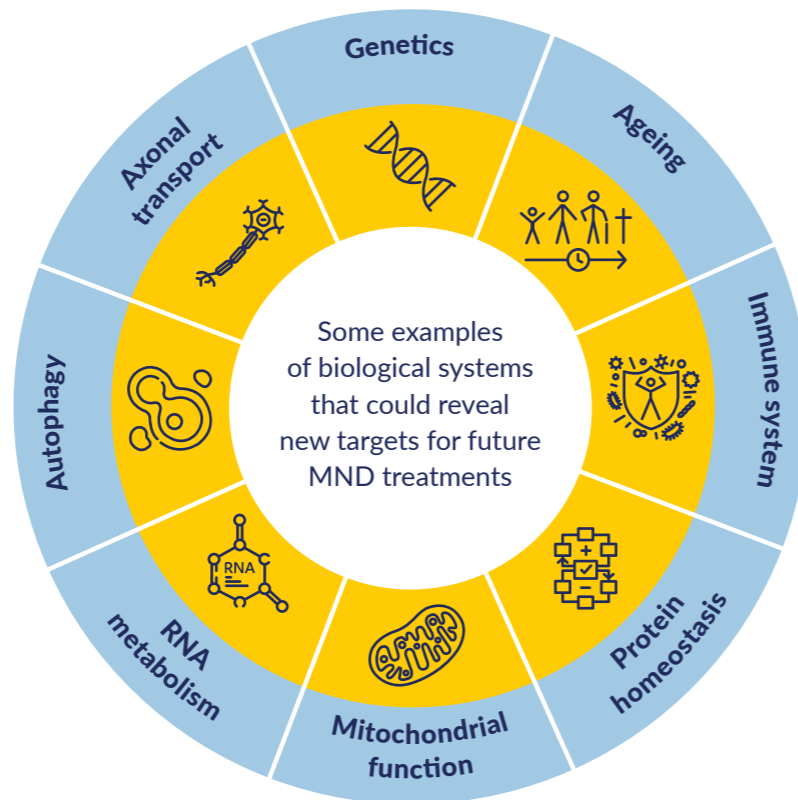 Genetics
Ageing
Immune system
Protein
homeostasis
Mitochondrial
function
RNA
metabolism
RNA
Autophagy
Axonal
transport
Some examples
of biological systems
that could reveal
new targets for future
MND treatments